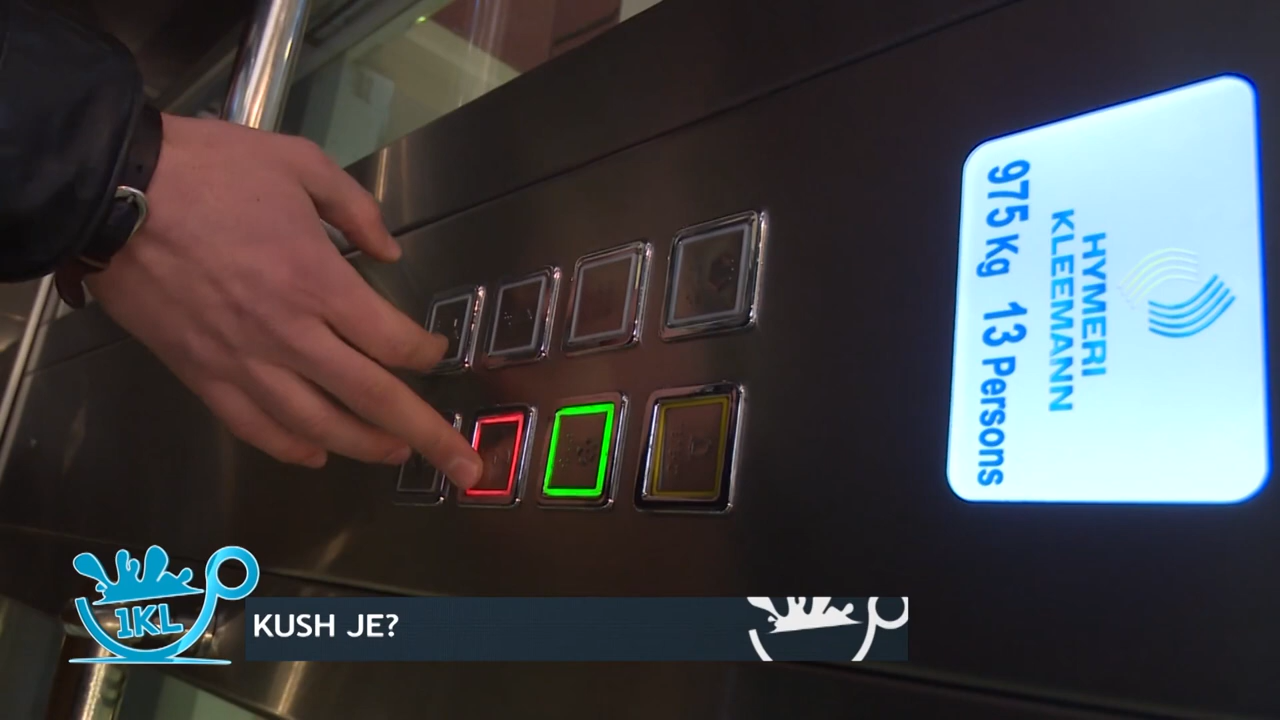 HYMERI
KLEEMANN
975 Kg 13 Persons
1KL
KUSH JE?